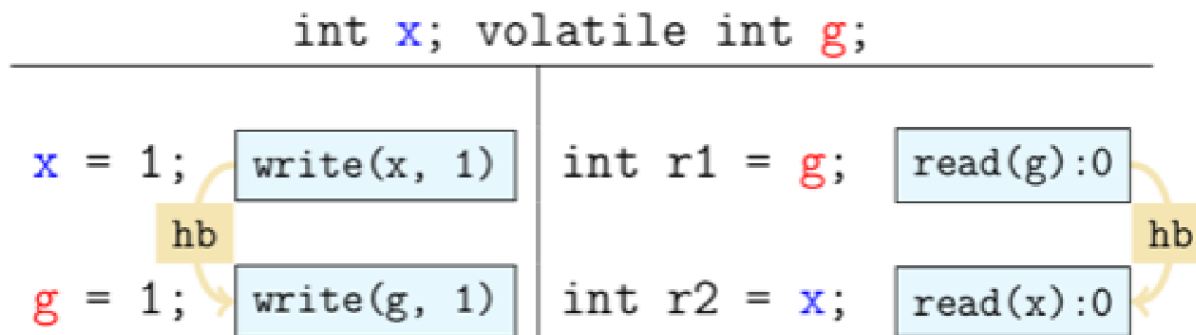 int x; volatile int g;
x = 1; write(x, 1) int r1 = g; read(g):0
hb hb
g = 1; write(g, 1) int r2 = x; read(x):0